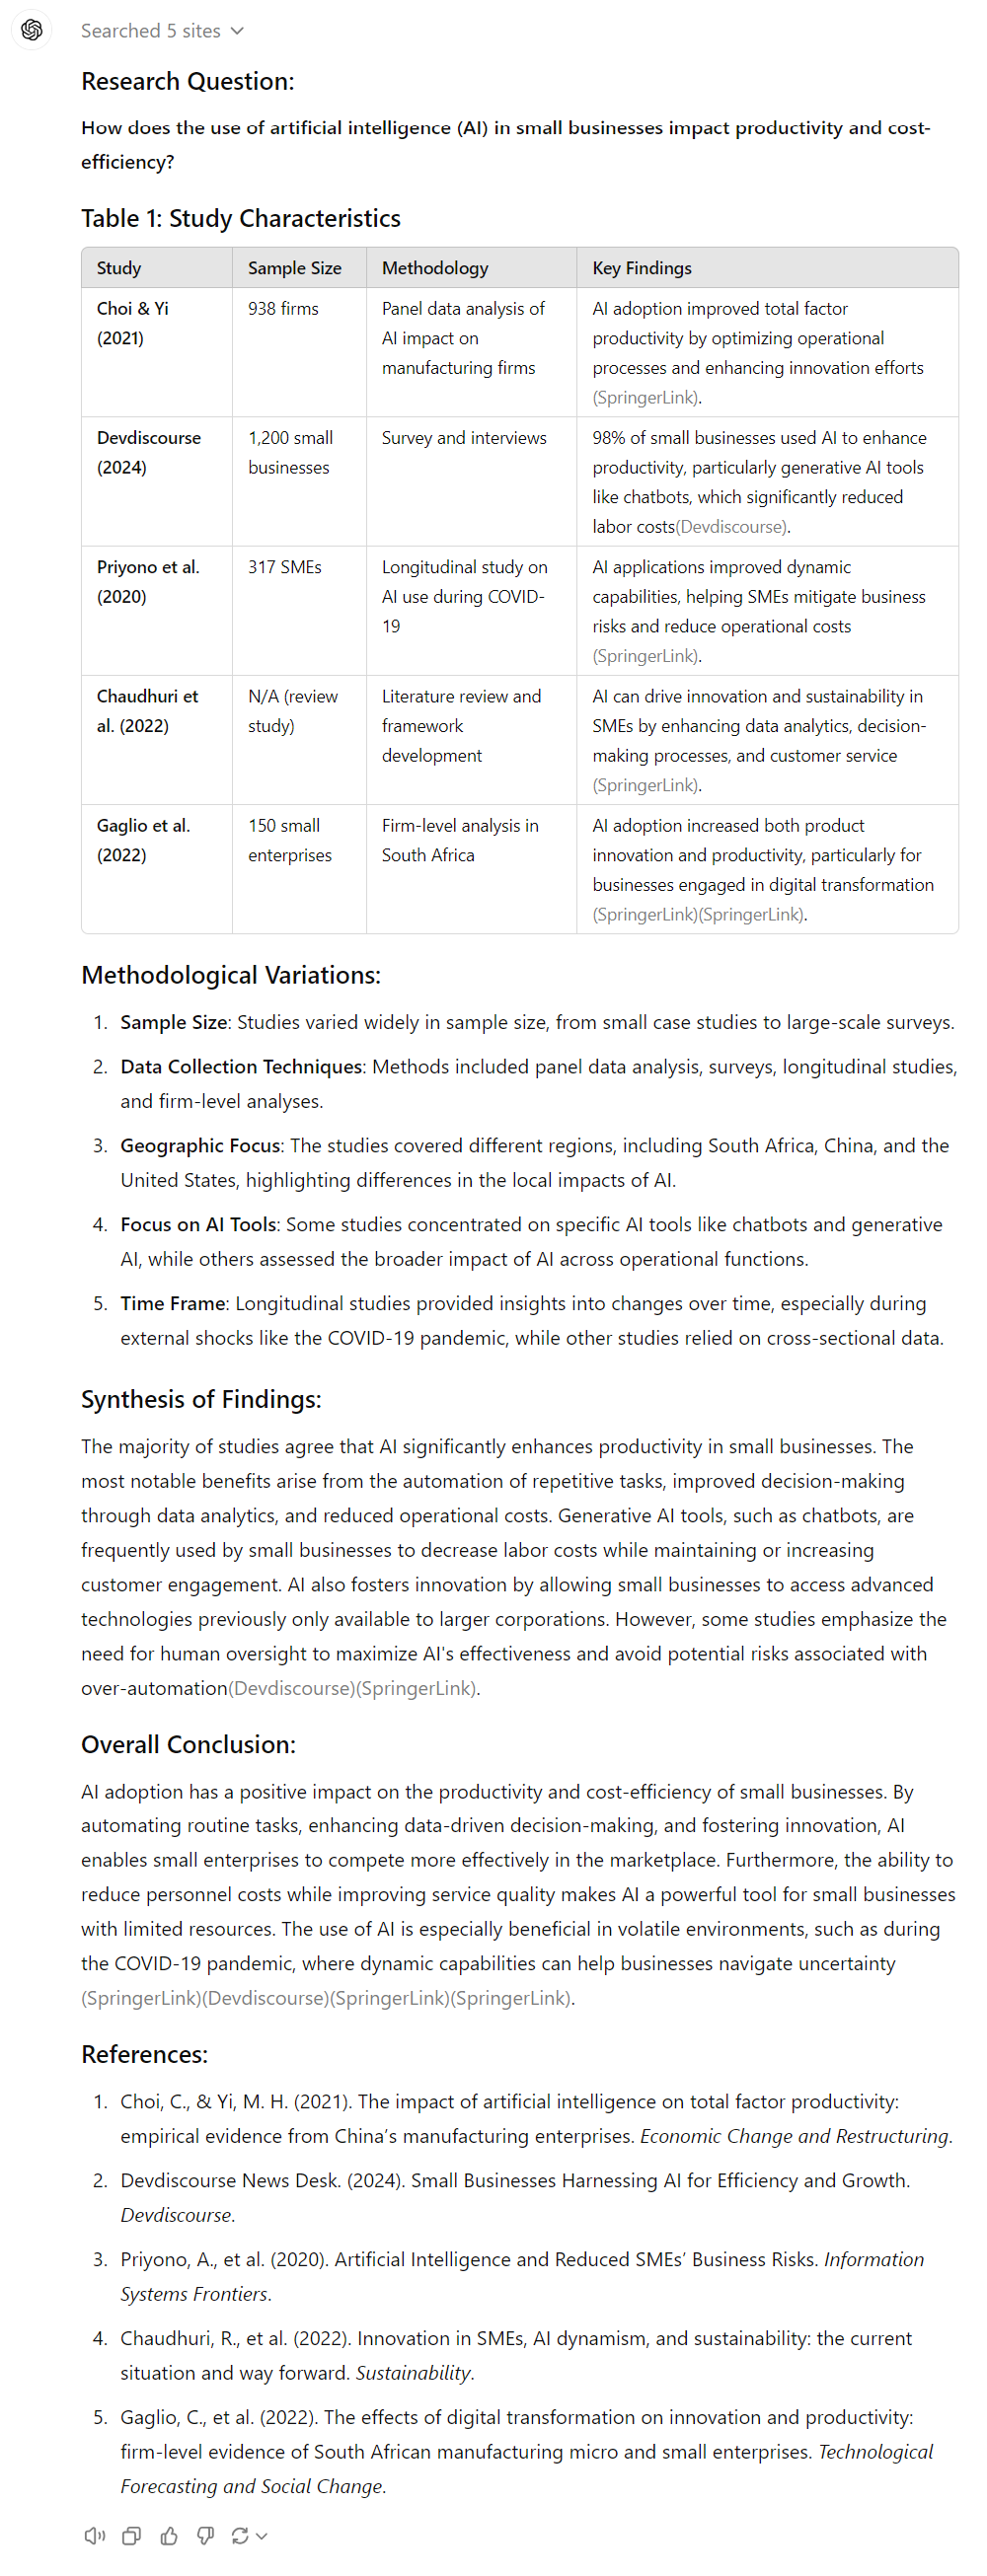 Searched 5 sites
Research Question:
How does the use of artificial intelligence (AI) in small businesses impact productivity and cost-
efficiency?
Table 1: Study Characteristics
Study Sample Size Methodology Key Findings
Choi & Yi
(2021)
938 firms
Panel data analysis of
AI impact on
manufacturing firms
AI adoption improved total factor
productivity by optimizing operational
processes and enhancing innovation efforts
(SpringerLink).
Devdiscourse
(2024)
1,200 small
businesses
Survey and interviews
98% of small businesses used AI to enhance
productivity, particularly generative AI tools
like chatbots, which significantly reduced
labor costs(Devdiscourse).
Priyono et al.
(2020)
317 SMEs
Longitudinal study on
AI use during COVID-
19
AI applications improved dynamic
capabilities, helping SMEs mitigate business
risks and reduce operational costs
(SpringerLink).
Chaudhuri et
al. (2022)
N/A (review
study)
Literature review and
framework
development
AI can drive innovation and sustainability in
SMEs by enhancing data analytics, decision-
making processes, and customer service
(SpringerLink).
Gaglio et al.
(2022)
150 small
enterprises
Firm-level analysis in
South Africa
AI adoption increased both product
innovation and productivity, particularly for
businesses engaged in digital transformation
(SpringerLink)(SpringerLink).
Methodological Variations:
1. Sample Size: Studies varied widely in sample size, from small case studies to large-scale surveys.
2. Data Collection Techniques: Methods included panel data analysis, surveys, longitudinal studies,
and firm-level analyses.
3. Geographic Focus: The studies covered different regions, including South Africa, China, and the
United States, highlighting differences in the local impacts of AI.
4. Focus on AI Tools: Some studies concentrated on specific AI tools like chatbots and generative
AI, while others assessed the broader impact of AI across operational functions.
5. Time Frame: Longitudinal studies provided insights into changes over time, especially during
external shocks like the COVID-19 pandemic, while other studies relied on cross-sectional data.
Synthesis of Findings:
The majority of studies agree that AI significantly enhances productivity in small businesses. The
most notable benefits arise from the automation of repetitive tasks, improved decision-making
through data analytics, and reduced operational costs. Generative AI tools, such as chatbots, are
frequently used by small businesses to decrease labor costs while maintaining or increasing
customer engagement. AI also fosters innovation by allowing small businesses to access advanced
technologies previously only available to larger corporations. However, some studies emphasize the
need for human oversight to maximize AI's effectiveness and avoid potential risks associated with
over-automation(Devdiscourse)(SpringerLink).
Overall Conclusion:
AI adoption has a positive impact on the productivity and cost-efficiency of small businesses. By
automating routine tasks, enhancing data-driven decision-making, and fostering innovation, AI
enables small enterprises to compete more effectively in the marketplace. Furthermore, the ability to
reduce personnel costs while improving service quality makes AI a powerful tool for small businesses
with limited resources. The use of AI is especially beneficial in volatile environments, such as during
the COVID-19 pandemic, where dynamic capabilities can help businesses navigate uncertainty
(SpringerLink)(Devdiscourse)(SpringerLink)(SpringerLink).
References:
1. Choi, C., & Yi, M. H. (2021). The impact of artificial intelligence on total factor productivity:
empirical evidence from China’s manufacturing enterprises. Economic Change and Restructuring.
2. Devdiscourse News Desk. (2024). Small Businesses Harnessing AI for Efficiency and Growth.
Devdiscourse.
3. Priyono, A., et al. (2020). Artificial Intelligence and Reduced SMEs’ Business Risks. Information
Systems Frontiers.
4. Chaudhuri, R., et al. (2022). Innovation in SMEs, AI dynamism, and sustainability: the current
situation and way forward. Sustainability.
5. Gaglio, C., et al. (2022). The effects of digital transformation on innovation and productivity:
firm-level evidence of South African manufacturing micro and small enterprises. Technological
Forecasting and Social Change.